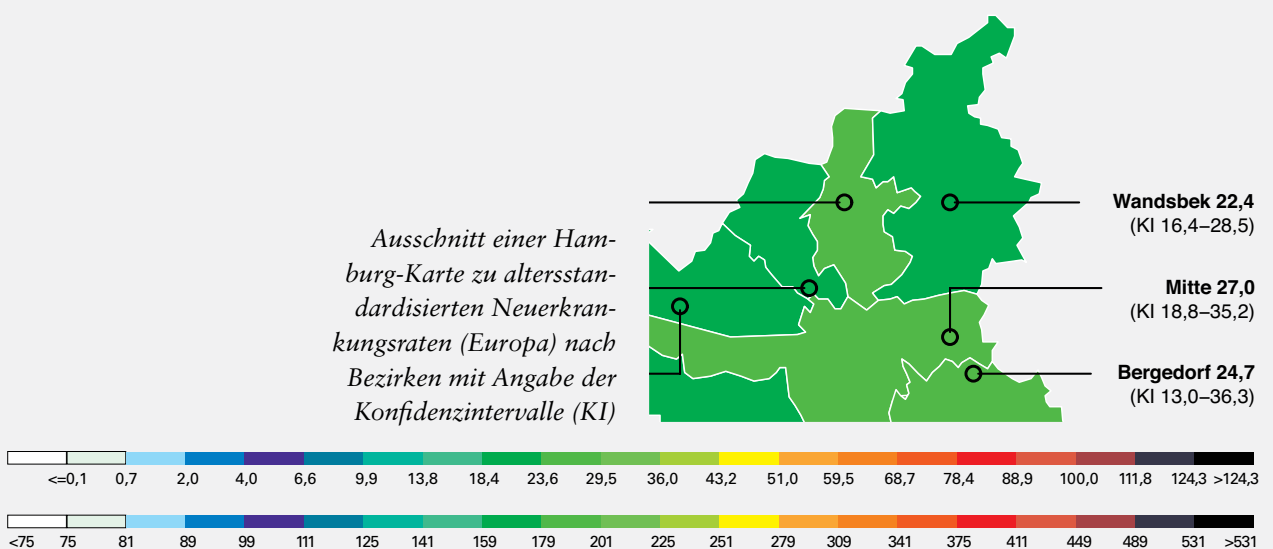 Wandsbek 22,4
(KI 16,4–28,5)
Ausschnitt einer Ham-
burg-Karte zu altersstan-
dardisierten Neuerkran-
kungsraten (Europa) nach
Bezirken mit Angabe der
Konfidenzintervalle (KI)
Mitte 27,0
(KI 18,8–35,2)
Bergedorf 24,7
(KI 13,0–36,3)
<=0,1 0,7 2,0 4,0 6,6 9,9 13,8 18,4 23,6 29,5 36,0 43,2 51,0 59,5 68,7 78,4 88,9 100,0 111,8 124,3 >124,3
<75 75 81 89 99 111 125 141 159 179 201 225 251 279 309 341 375 411 449 489 531 >531